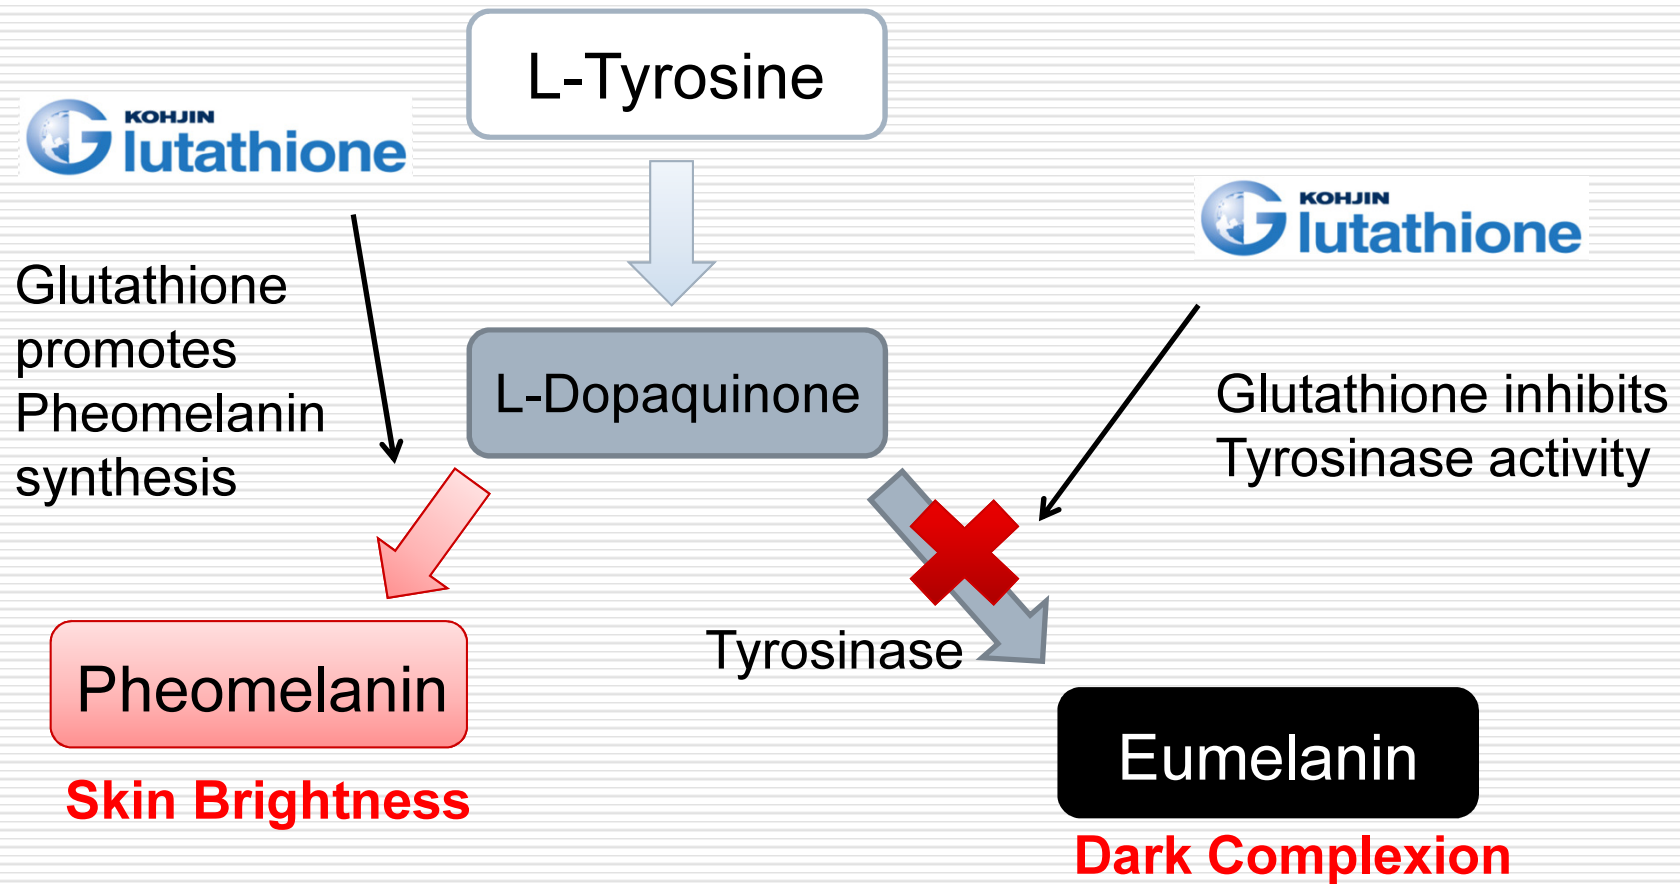 L-Tyrosine
KOHJIN
Glutathione
KOHJIN
Glutathione
Glutathione
promotes
Pheomelanin
synthesis
L-Dopaquinone
Glutathione inhibits
Tyrosinase activity
Tyrosinase
Pheomelanin
Skin Brightness
Eumelanin
Dark Complexion